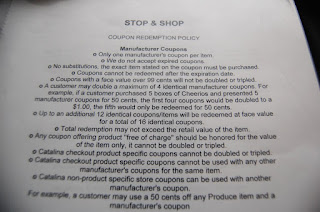 STOP & SHOP
COUPON REDEMPTION POLICY
Manufacturer Coupons
o Only one manufacturer's coupon per item.
o We do not accept expired coupons.
o No substitutions, the exact item stated on the coupon must be purchased.
o Coupons cannot be redeemed after the expiration date.
o Coupons with a face value over 99 cents will not be doubled or tripled.
o A customer may double a maximum of 4 identical manufacturer coupons. For
example, if a customer purchased 5 boxes of Cheerios and presented 5
manufacturer coupons for 50 cents, the first four coupons would be doubled to a
$1.00, the fifth would only be redeemed for 50 cents.
o Up to an additional 12 identical coupons/items will be redeemed at face value
for a total of 16 identical coupons.
o Total redemption may not exceed the retail value of the item.
o Any coupon offering product "free of charge" should be honored for the value
of the item only, it cannot be doubled or tripled.
o Catalina checkout product specific coupons cannot be doubled or tripled.
o Catalina checkout product specific coupons cannot be used with any other
manufacturer's coupons for the same item.
o Catalina non-product specific store coupons can be used with another
manufacturer's coupon.
For example, a customer may use a 50 cents off any Produce item and a
manufacturer's coupon